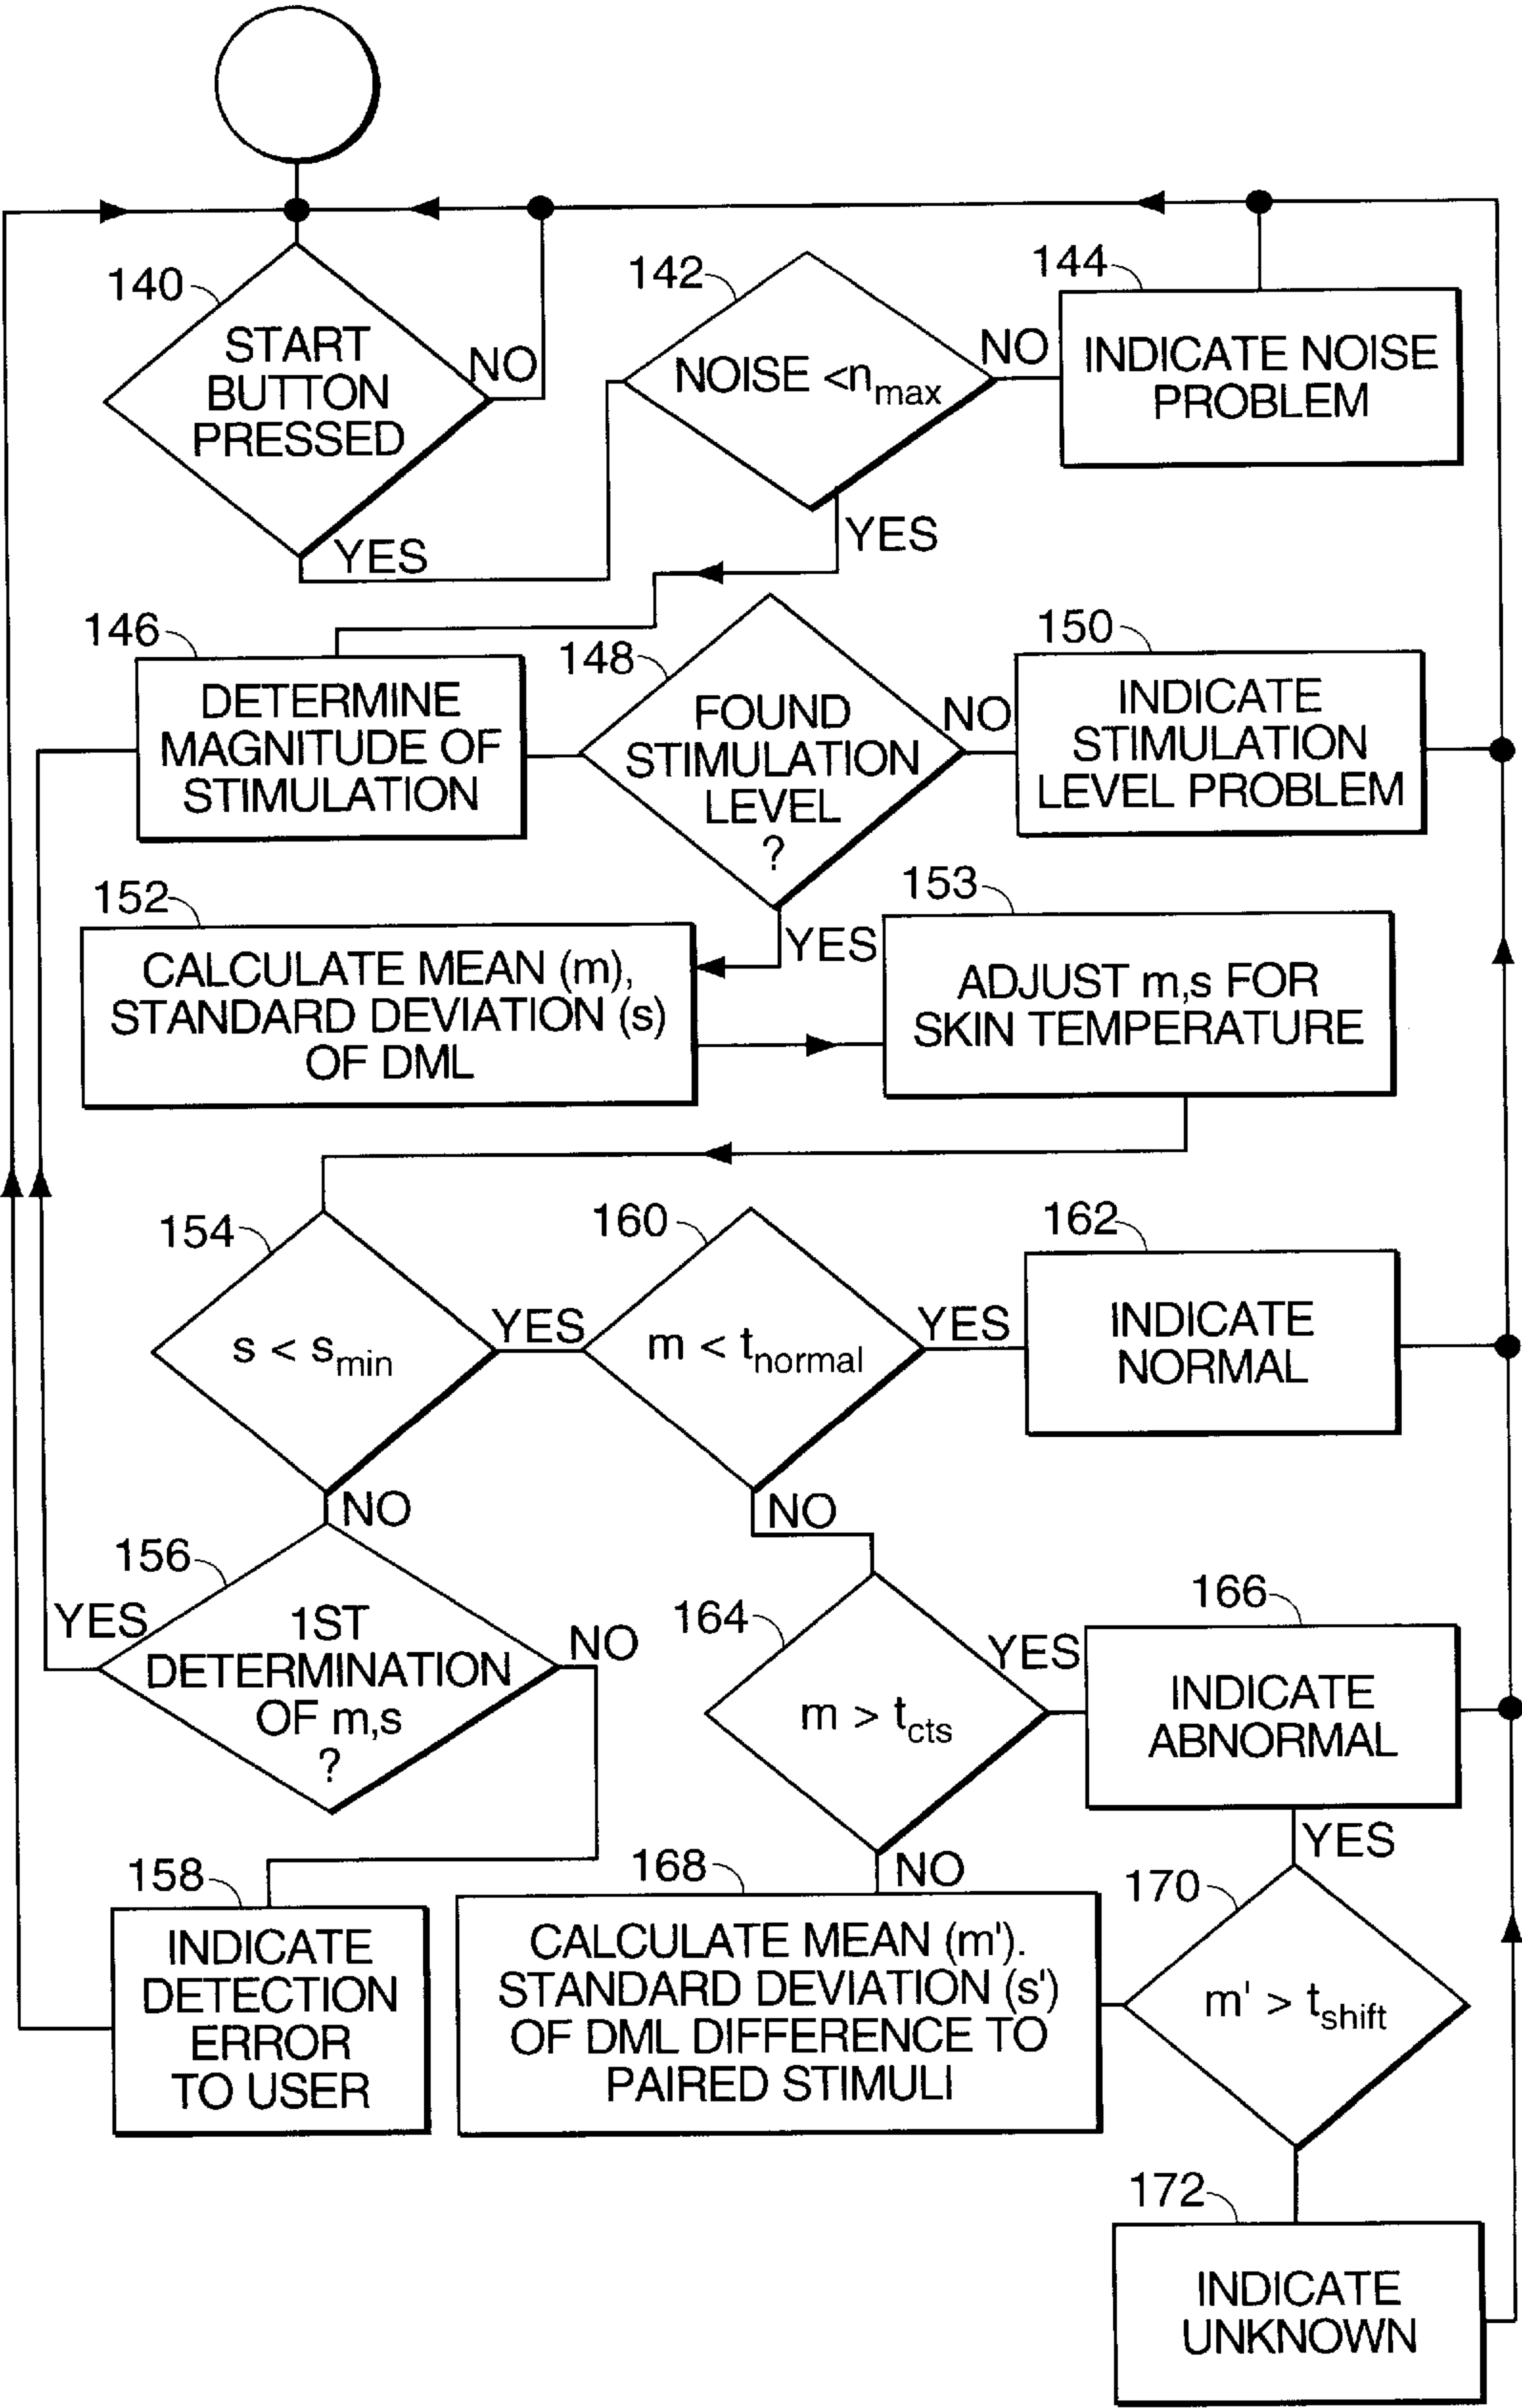 140
START
BUTTON
PRESSED
NO
YES
142
NOISE <nmax
NO
YES
144
INDICATE NOISE
PROBLEM
146
DETERMINE
MAGNITUDE OF
STIMULATION
148
FOUND
STIMULATION
LEVEL
?
NO
YES
150
INDICATE
STIMULATION
LEVEL PROBLEM
152
CALCULATE MEAN (m),
STANDARD DEVIATION (s)
OF DML
153
ADJUST m,s FOR
SKIN TEMPERATURE
154
s < smin
YES
NO
160
m < tnormal
YES
NO
162
INDICATE
NORMAL
156
1ST
DETERMINATION
OF m,s
?
YES
NO
164
m > tcts
YES
NO
166
INDICATE
ABNORMAL
YES
158
INDICATE
DETECTION
ERROR
TO USER
168
CALCULATE MEAN (m').
STANDARD DEVIATION (s')
OF DML DIFFERENCE TO
PAIRED STIMULI
170
m' > tshift
172
INDICATE
UNKNOWN